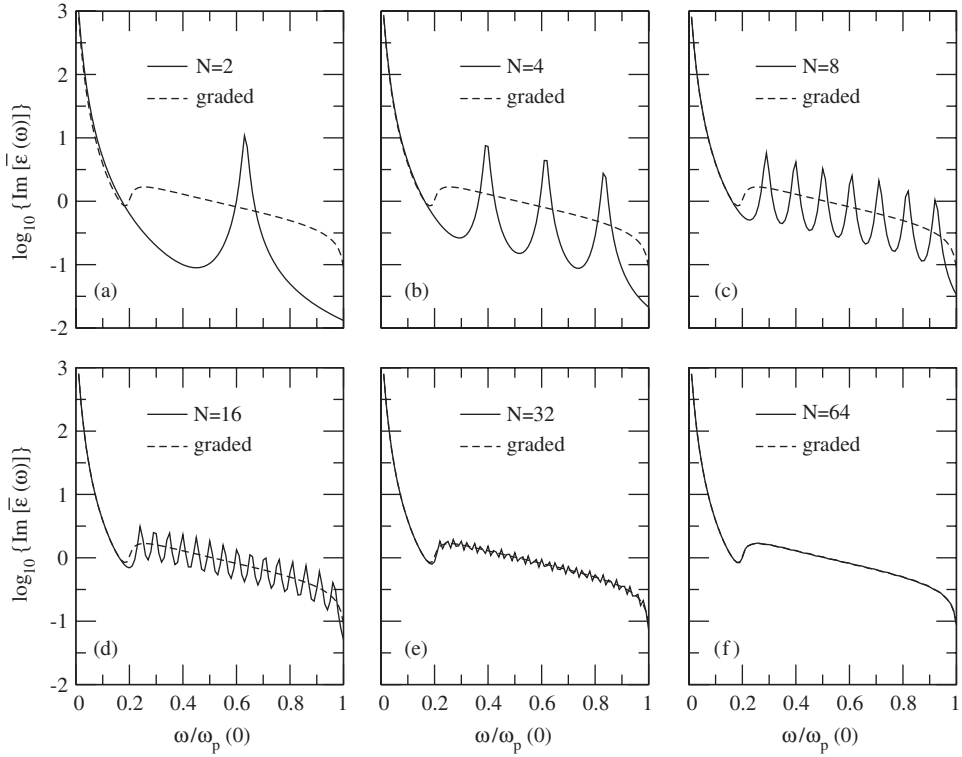 3
2
1
0
-1
-2
log10{Im [ε̅ (ω)]}
N=2
graded
(a)
N=4
graded
(b)
N=8
graded
(c)
3
2
1
0
-1
-2
log10{Im [ε̅ (ω)]}
N=16
graded
(d)
N=32
graded
(e)
N=64
graded
(f)
0 0.2 0.4 0.6 0.8 1
0 0.2 0.4 0.6 0.8 1
0 0.2 0.4 0.6 0.8 1
ω/ωp (0)
ω/ωp (0)
ω/ωp (0)